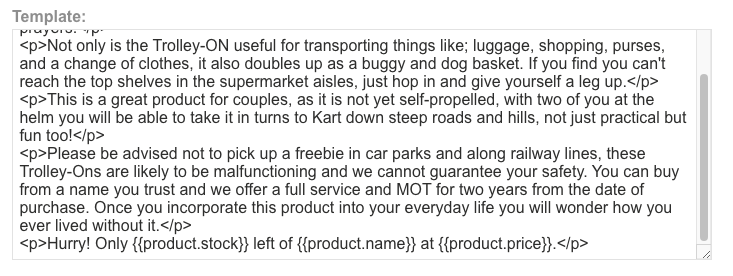 Template:
prayers. </p>
<p>Not only is the Trolley-ON useful for transporting things like; luggage, shopping, purses,
and a change of clothes, it also doubles up as a buggy and dog basket. If you find you can't
reach the top shelves in the supermarket aisles, just hop in and give yourself a leg up.</p>
<p>This is a great product for couples, as it is not yet self-propelled, with two of you at the
helm you will be able to take it in turns to Kart down steep roads and hills, not just practical but
fun too!</p>
<p>Please be advised not to pick up a freebie in car parks and along railway lines, these
Trolley-Ons are likely to be malfunctioning and we cannot guarantee your safety. You can buy
from a name you trust and we offer a full service and MOT for two years from the date of
purchase. Once you incorporate this product into your everyday life you will wonder how you
ever lived without it.</p>
<p>Hurry! Only {{product.stock}} left of {{product.name}} at {{product.price}}.</p>